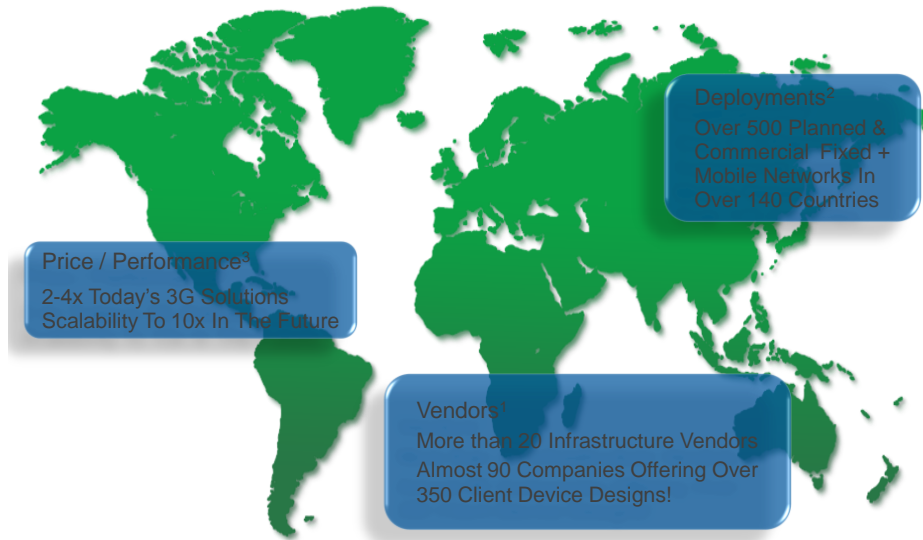 Deployments²
Over 500 Planned &
Commercial Fixed +
Mobile Networks In
Over 140 Countries
Price / Performance³
2-4x Today's 3G Solutions
Scalability To 10x In The Future
Vendors¹
More than 20 Infrastructure Vendors
Almost 90 Companies Offering Over
350 Client Device Designs!